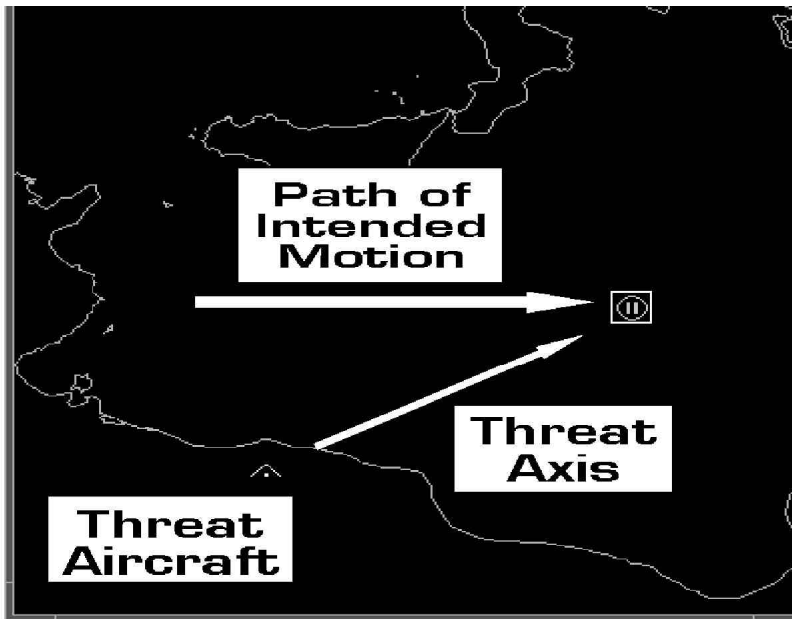 Path of
Intended
Motion
Threat
Axis
Threat
Aircraft